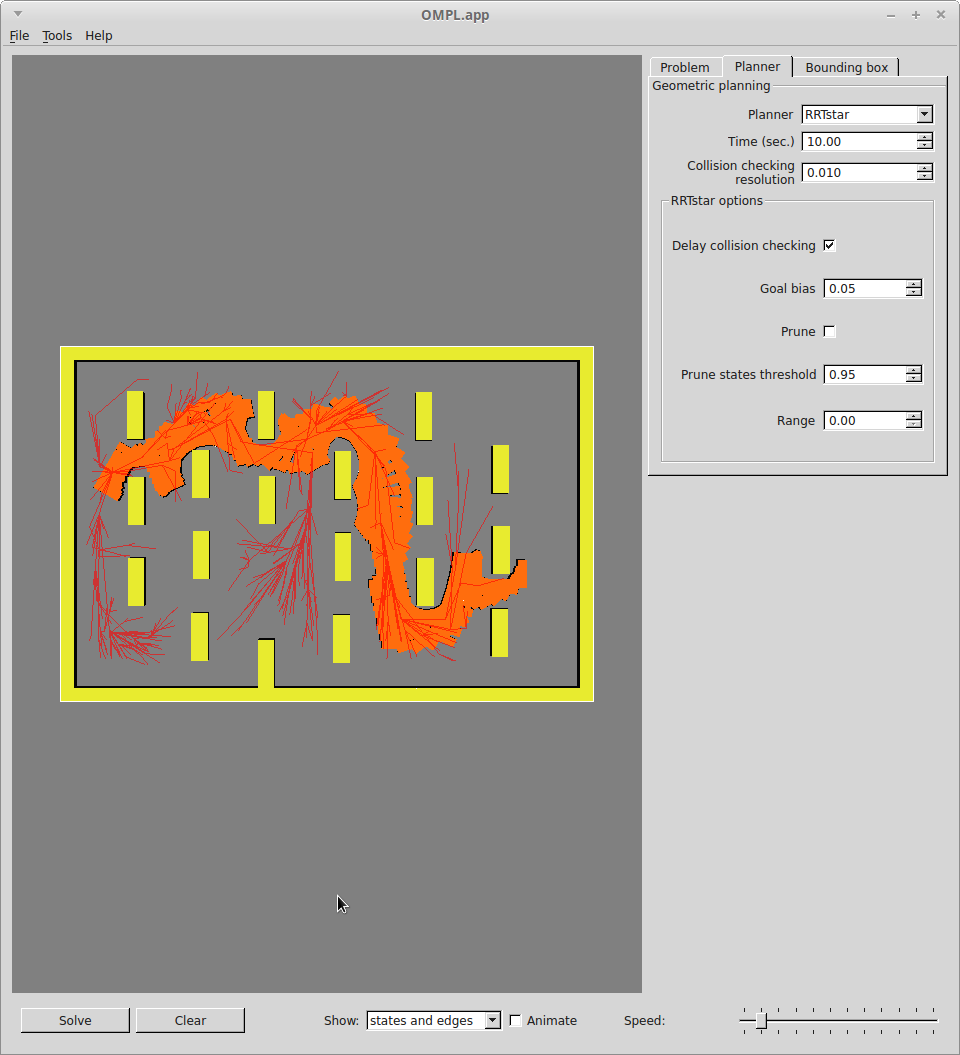 OMPL.app
File Tools Help
Problem Planner Bounding box
Geometric planning
Planner RRTstar
Time (sec.) 10.00
Collision checking
resolution 0.010
RRTstar options
Delay collision checking
Goal bias 0.05
Prune
Prune states threshold 0.95
Range 0.00
Solve Clear Show: states and edges Animate Speed: